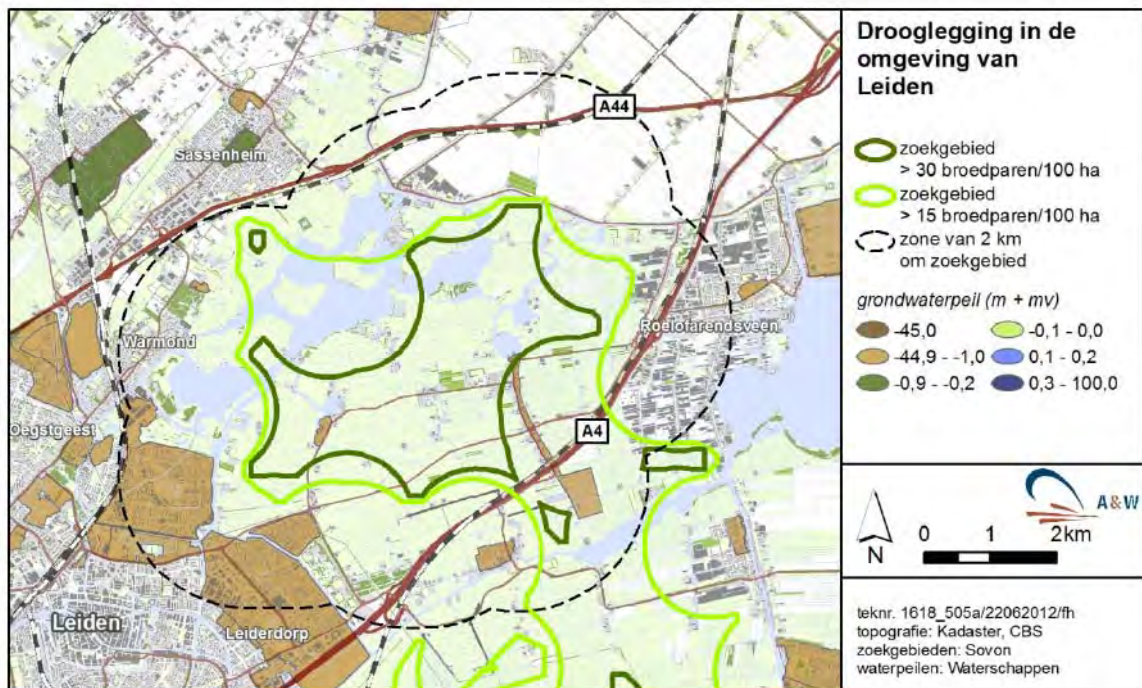 Drooglegging in de
omgeving van
Leiden
zoekgebied
> 30 broedparen/100 ha
zoekgebied
> 15 broedparen/100 ha
zone van 2 km
om zoekgebied
grondwaterpeil (m + mv)
-45,0
-44,9 - -1,0
-0,9 - -0,2
-0,1 - 0,0
0,1 - 0,2
0,3 - 100,0
A&W
N
0 1 2km
teknr. 1618_505a/22062012/fh
topografie: Kadaster, CBS
zoekgebieden: Sovon
waterpeilen: Waterschappen
A44
Sassenheim
Roelofarendsveen
Warmond
Oegstgeest
A4
Leiden
Leiderdorp